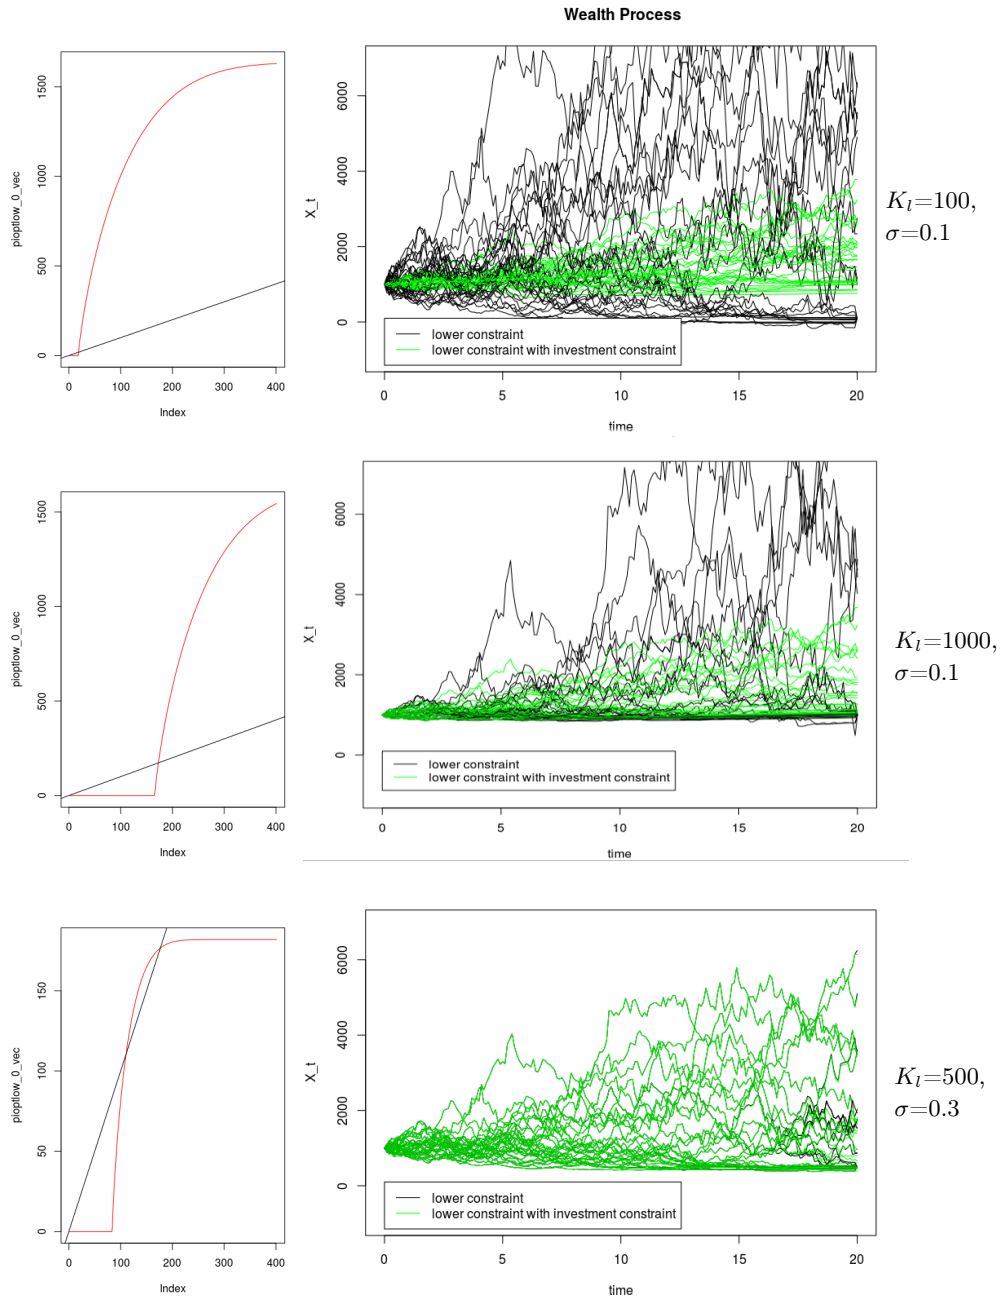 Wealth Process
pioptflow_0_vec
1500
1000
500
0
0 100 200 300 400
Index
X_t
6000
4000
2000
0
lower constraint
lower constraint with investment constraint
0 5 10 15 20
time
K_l=100,
σ=0.1
pioptflow_0_vec
1500
1000
500
0
0 100 200 300 400
Index
X_t
6000
4000
2000
0
lower constraint
lower constraint with investment constraint
0 5 10 15 20
time
K_l=1000,
σ=0.1
pioptflow_0_vec
150
100
50
0
0 100 200 300 400
Index
X_t
6000
4000
2000
0
lower constraint
lower constraint with investment constraint
0 5 10 15 20
time
K_l=500,
σ=0.3